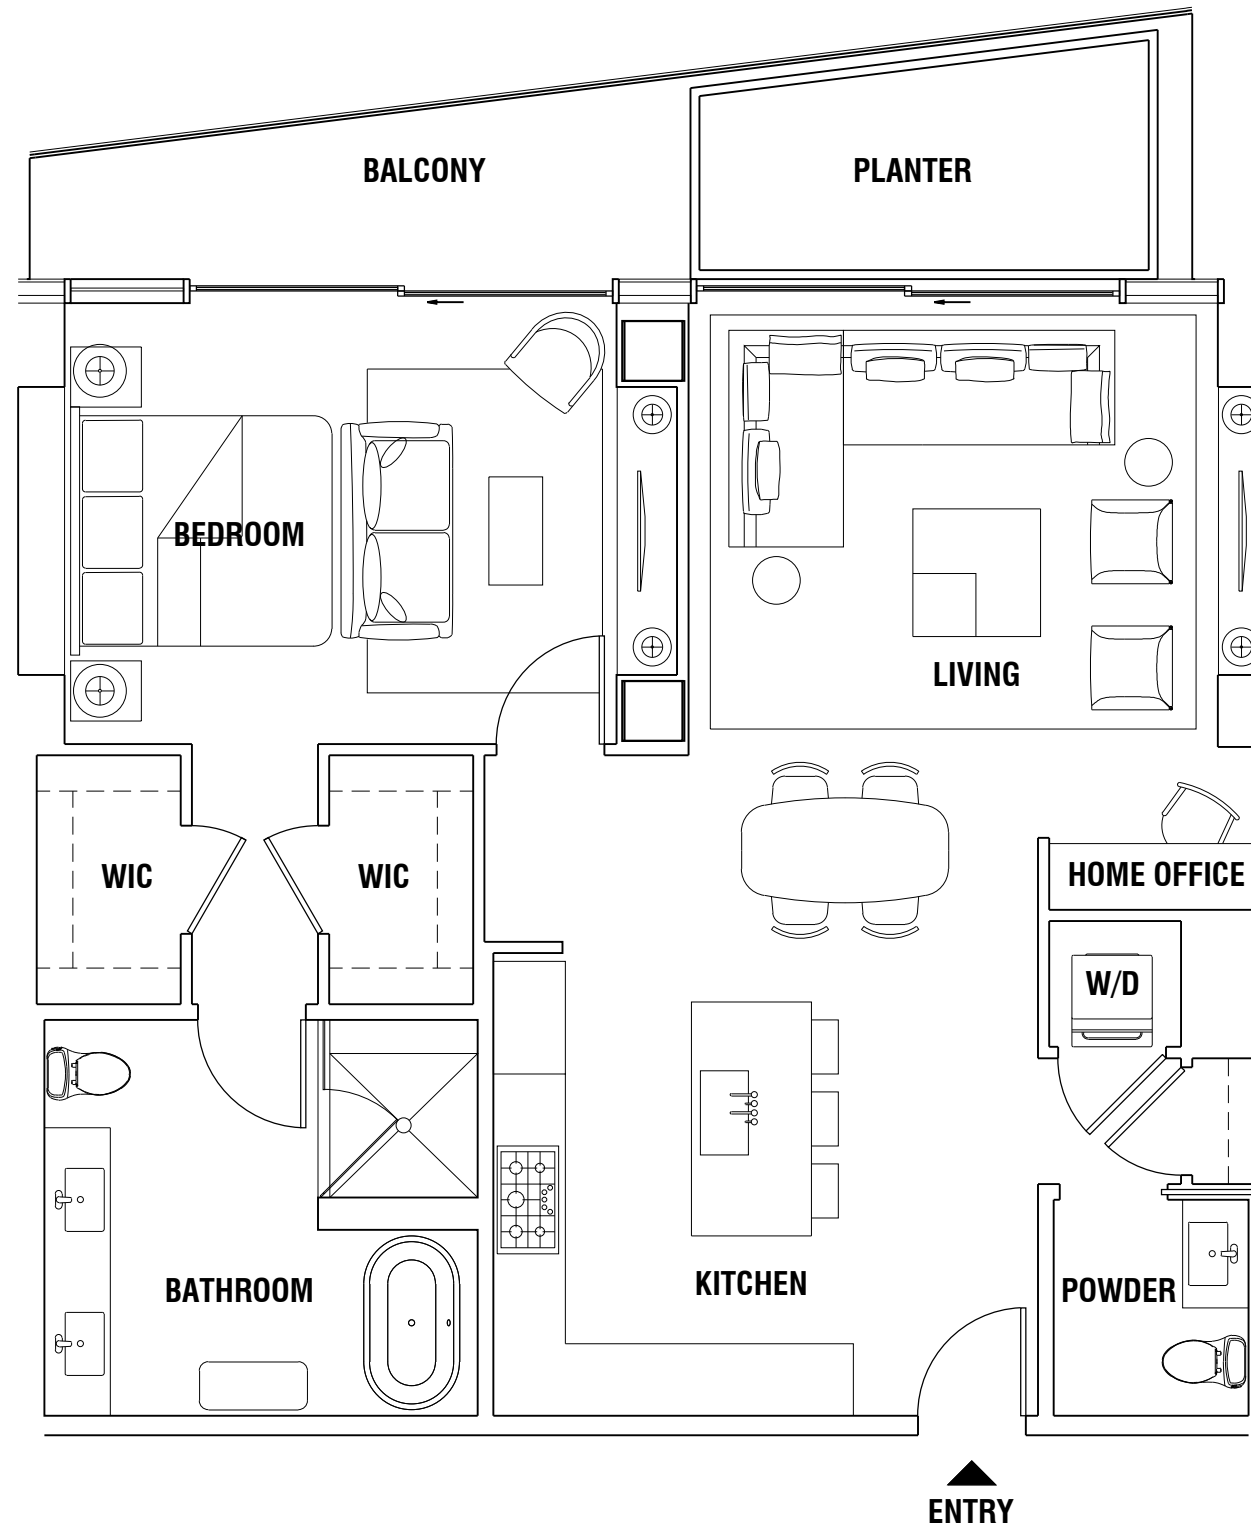 BALCONY
PLANTER
BEDROOM
LIVING
WIC
WIC
HOME OFFICE
W/D
BATHROOM
KITCHEN
POWDER
ENTRY